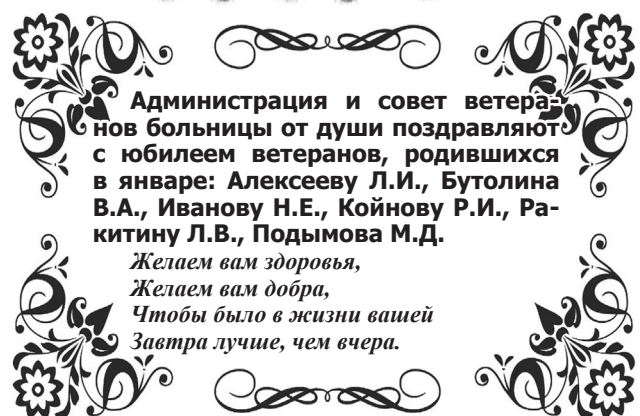 Администрация и совет ветера-
нов больницы от души поздравляют
с юбилеем ветеранов, родившихся
в январе: Алексееву Л.И., Бутолина
В.А., Иванову Н.Е., Койнову Р.И., Ра-
китину Л.В., Подымова М.Д.
Желаем вам здоровья,
Желаем вам добра,
Чтобы было в жизни вашей
Завтра лучше, чем вчера.